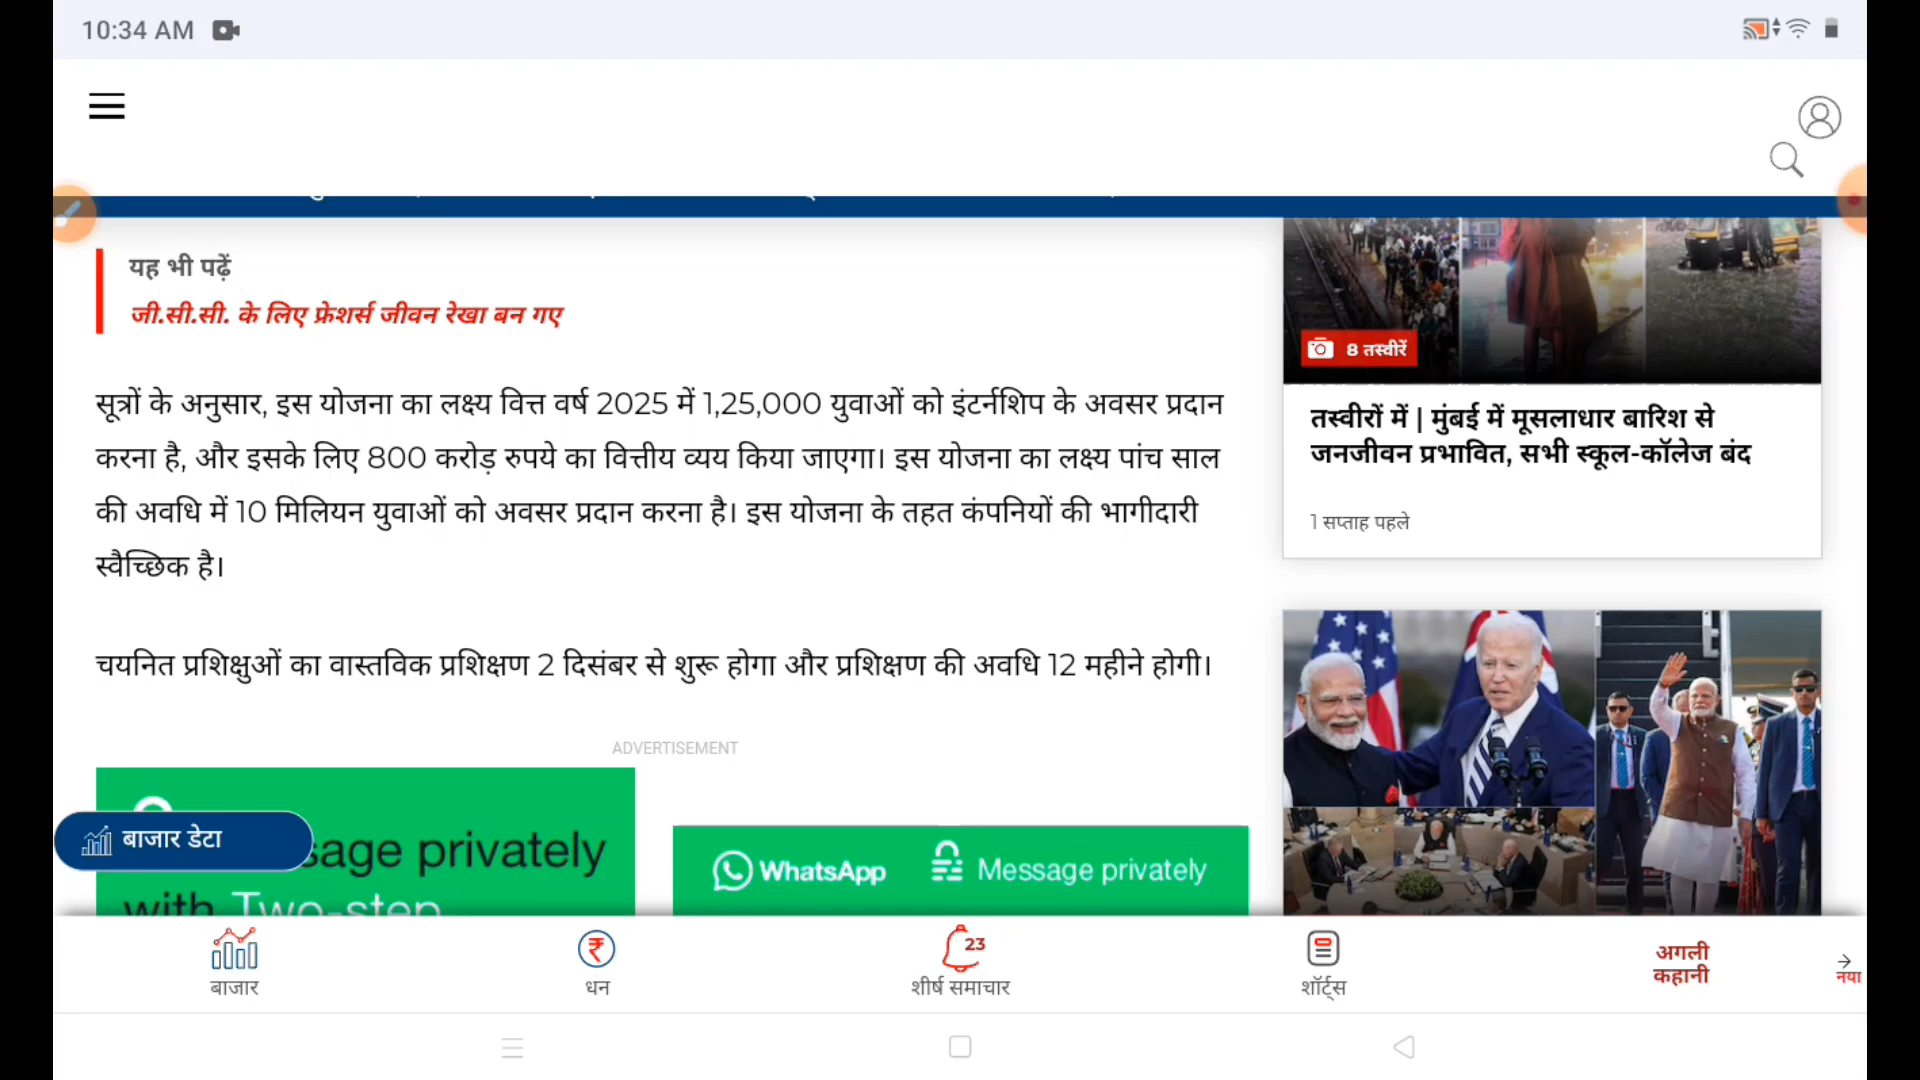 10:34 AM
यह भी पढ़ें
जी.सी.सी. के लिए फ्रेशर्स जीवन रेखा बन गए
सूत्रों के अनुसार, इस योजना का लक्ष्य वित्त वर्ष 2025 में 1,25,000 युवाओं को इंटर्नशिप के अवसर प्रदान
करना है, और इसके लिए 800 करोड़ रुपये का वित्तीय व्यय किया जाएगा। इस योजना का लक्ष्य पांच साल
की अवधि में 10 मिलियन युवाओं को अवसर प्रदान करना है। इस योजना के तहत कंपनियों की भागीदारी
स्वैच्छिक है।
चयनित प्रशिक्षुओं का वास्तविक प्रशिक्षण 2 दिसंबर से शुरू होगा और प्रशिक्षण की अवधि 12 महीने होगी।
ADVERTISEMENT
sage privately
with Two-step
बाजार डेटा
WhatsApp
Message privately
8 तस्वीरें
तस्वीरों में | मुंबई में मूसलाधार बारिश से
जनजीवन प्रभावित, सभी स्कूल-कॉलेज बंद
1 सप्ताह पहले
बाजार
धन
23
शीर्ष समाचार
शॉर्ट्स
अगली
कहानी
नया